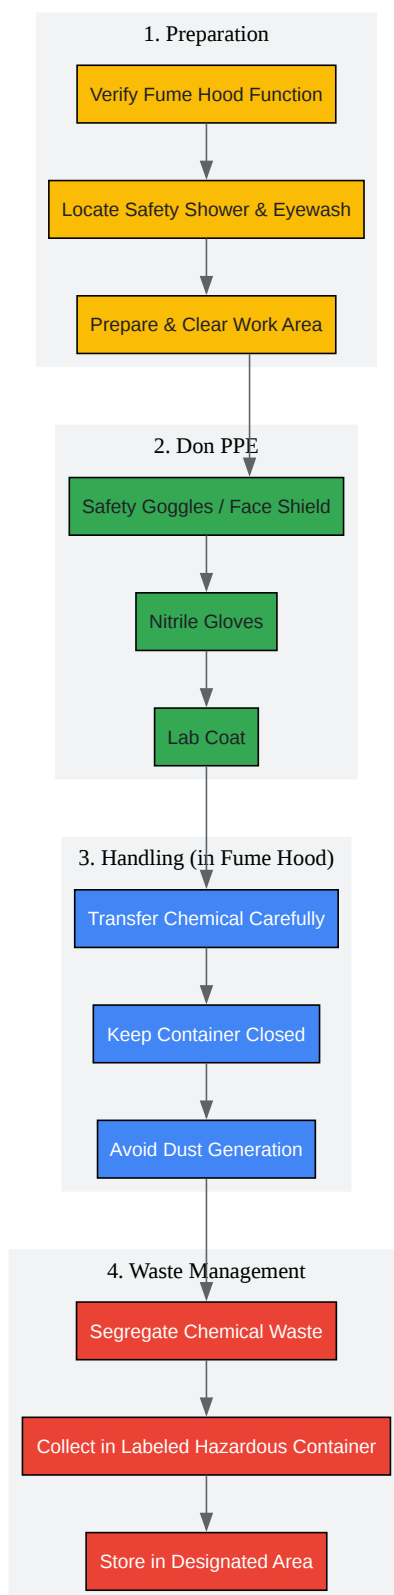 1. Preparation
Verify Fume Hood Function
Locate Safety Shower & Eyewash
Prepare & Clear Work Area
2. Don PPE
Safety Goggles / Face Shield
Nitrile Gloves
Lab Coat
3. Handling (in Fume Hood)
Transfer Chemical Carefully
Keep Container Closed
Avoid Dust Generation
4. Waste Management
Segregate Chemical Waste
Collect in Labeled Hazardous Container
Store in Designated Area